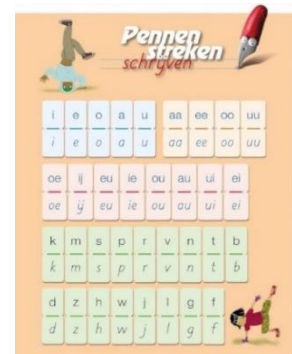 Pennen
streken
schrijven
i e o a u aa ee oo uu
i e o a u aa ee oo uu
oe ij eu ie ou au ui ei
oe ij eu ie ou au ui ei
k m s p r v n t b
k m s p r v n t b
d z h w j l g f
d z h w j l g f